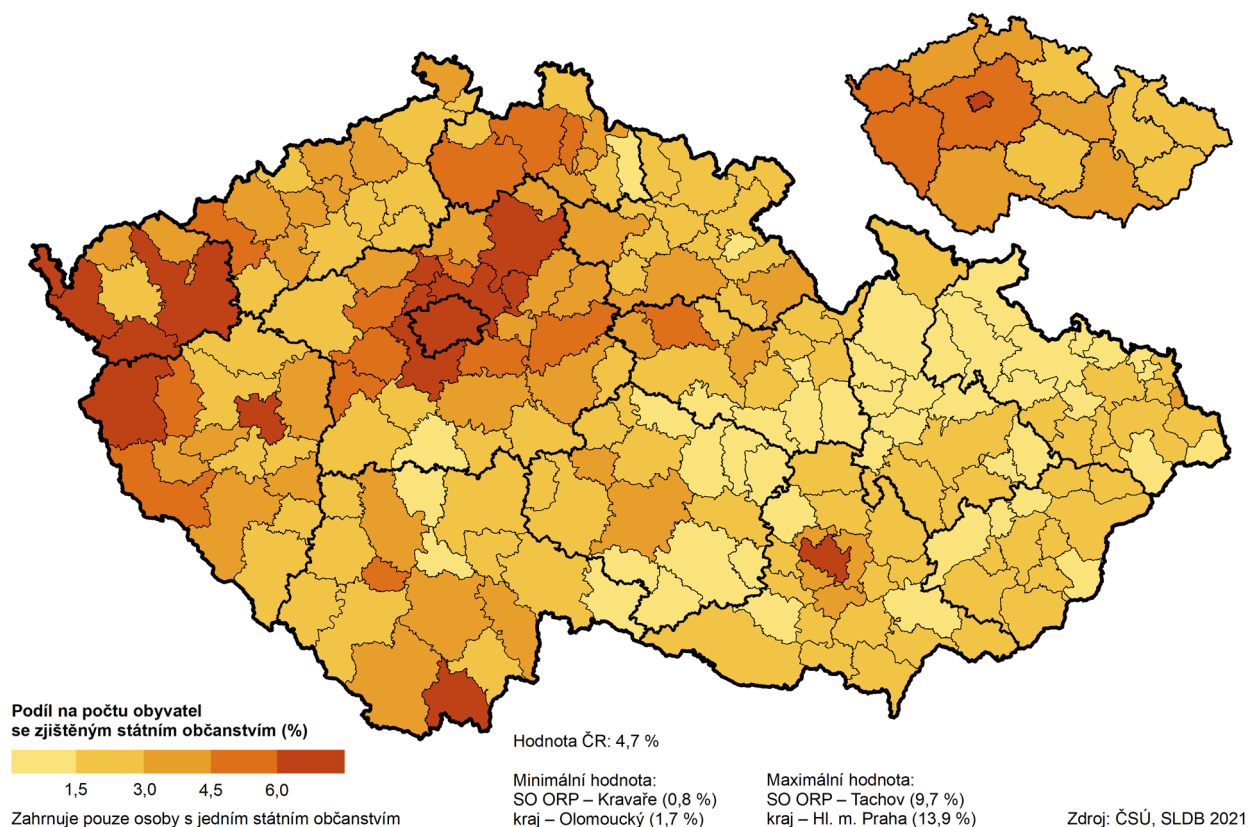 Podíl na počtu obyvatel
se zjištěným státním občanstvím (%)
1,5 3,0 4,5 6,0
Zahrnuje pouze osoby s jedním státním občanstvím
Hodnota ČR: 4,7 %
Minimální hodnota:
SO ORP – Kravaře (0,8 %)
kraj – Olomoucký (1,7 %)
Maximální hodnota:
SO ORP – Tachov (9,7 %)
kraj – Hl. m. Praha (13,9 %)
Zdroj: ČSÚ, SLDB 2021